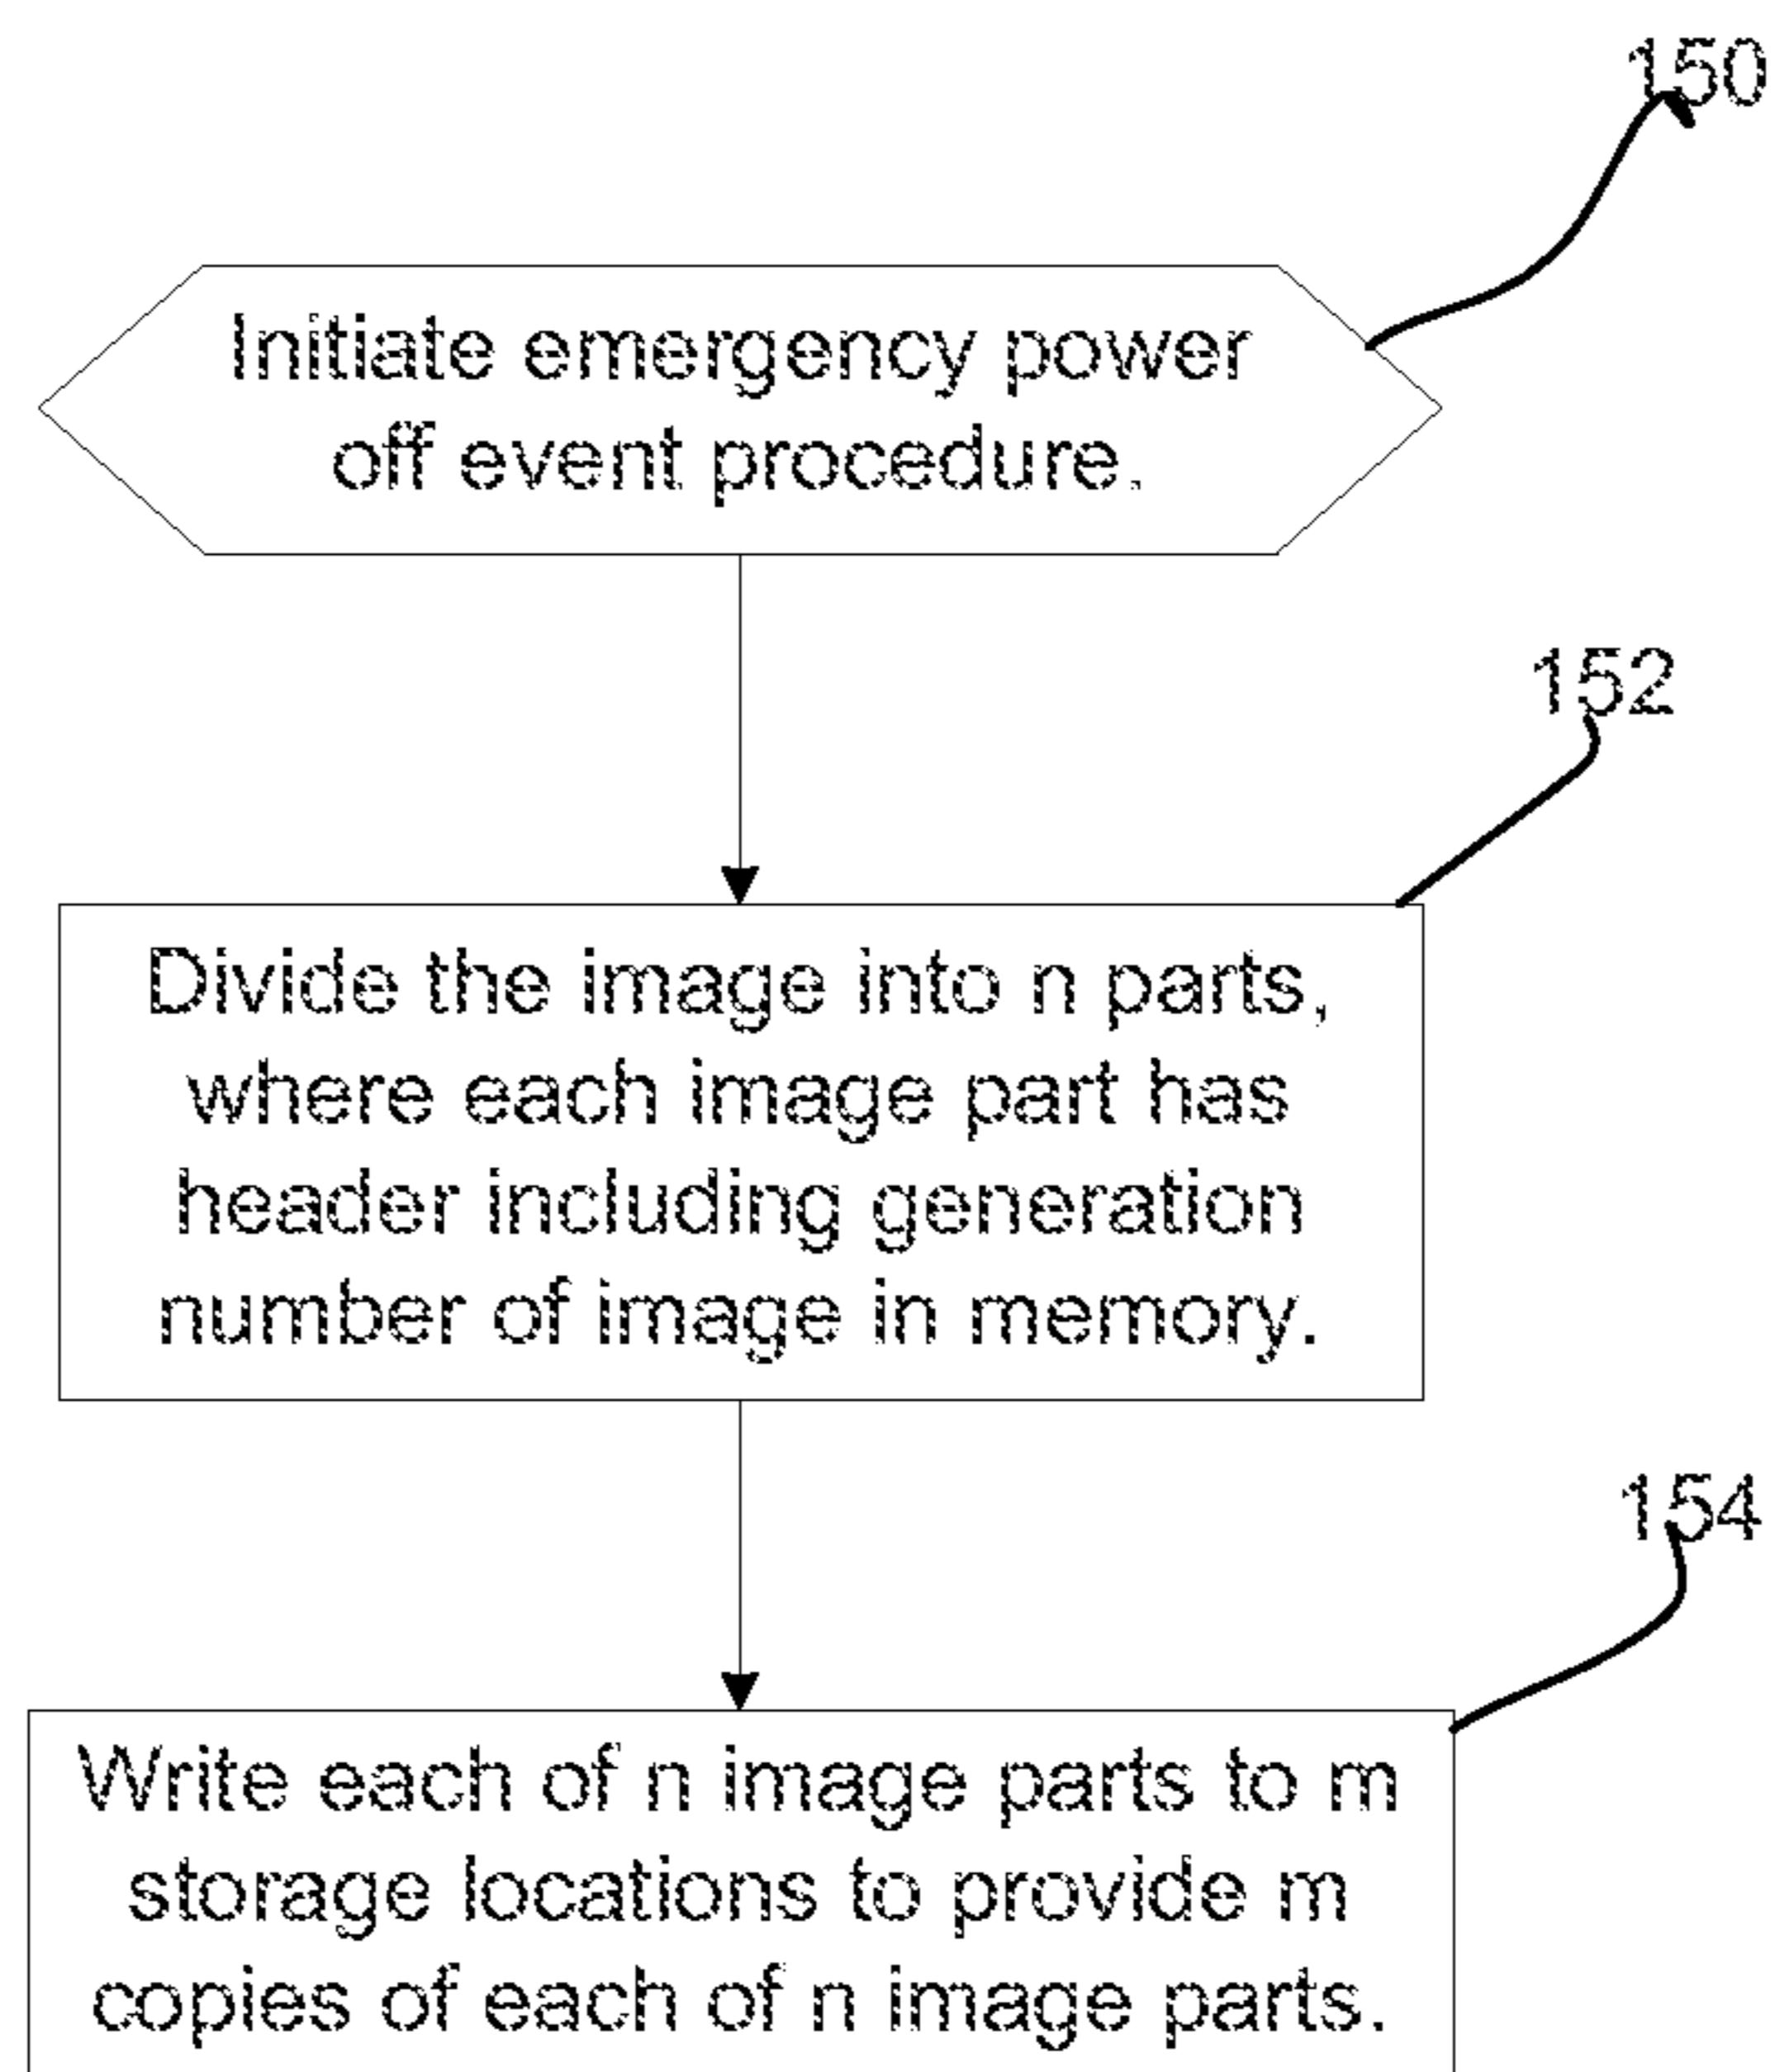 150
Initiate emergency power
off event procedure.
152
Divide the image into n parts,
where each image part has
header including generation
number of image in memory.
154
Write each of n image parts to m
storage locations to provide m
copies of each of n image parts.